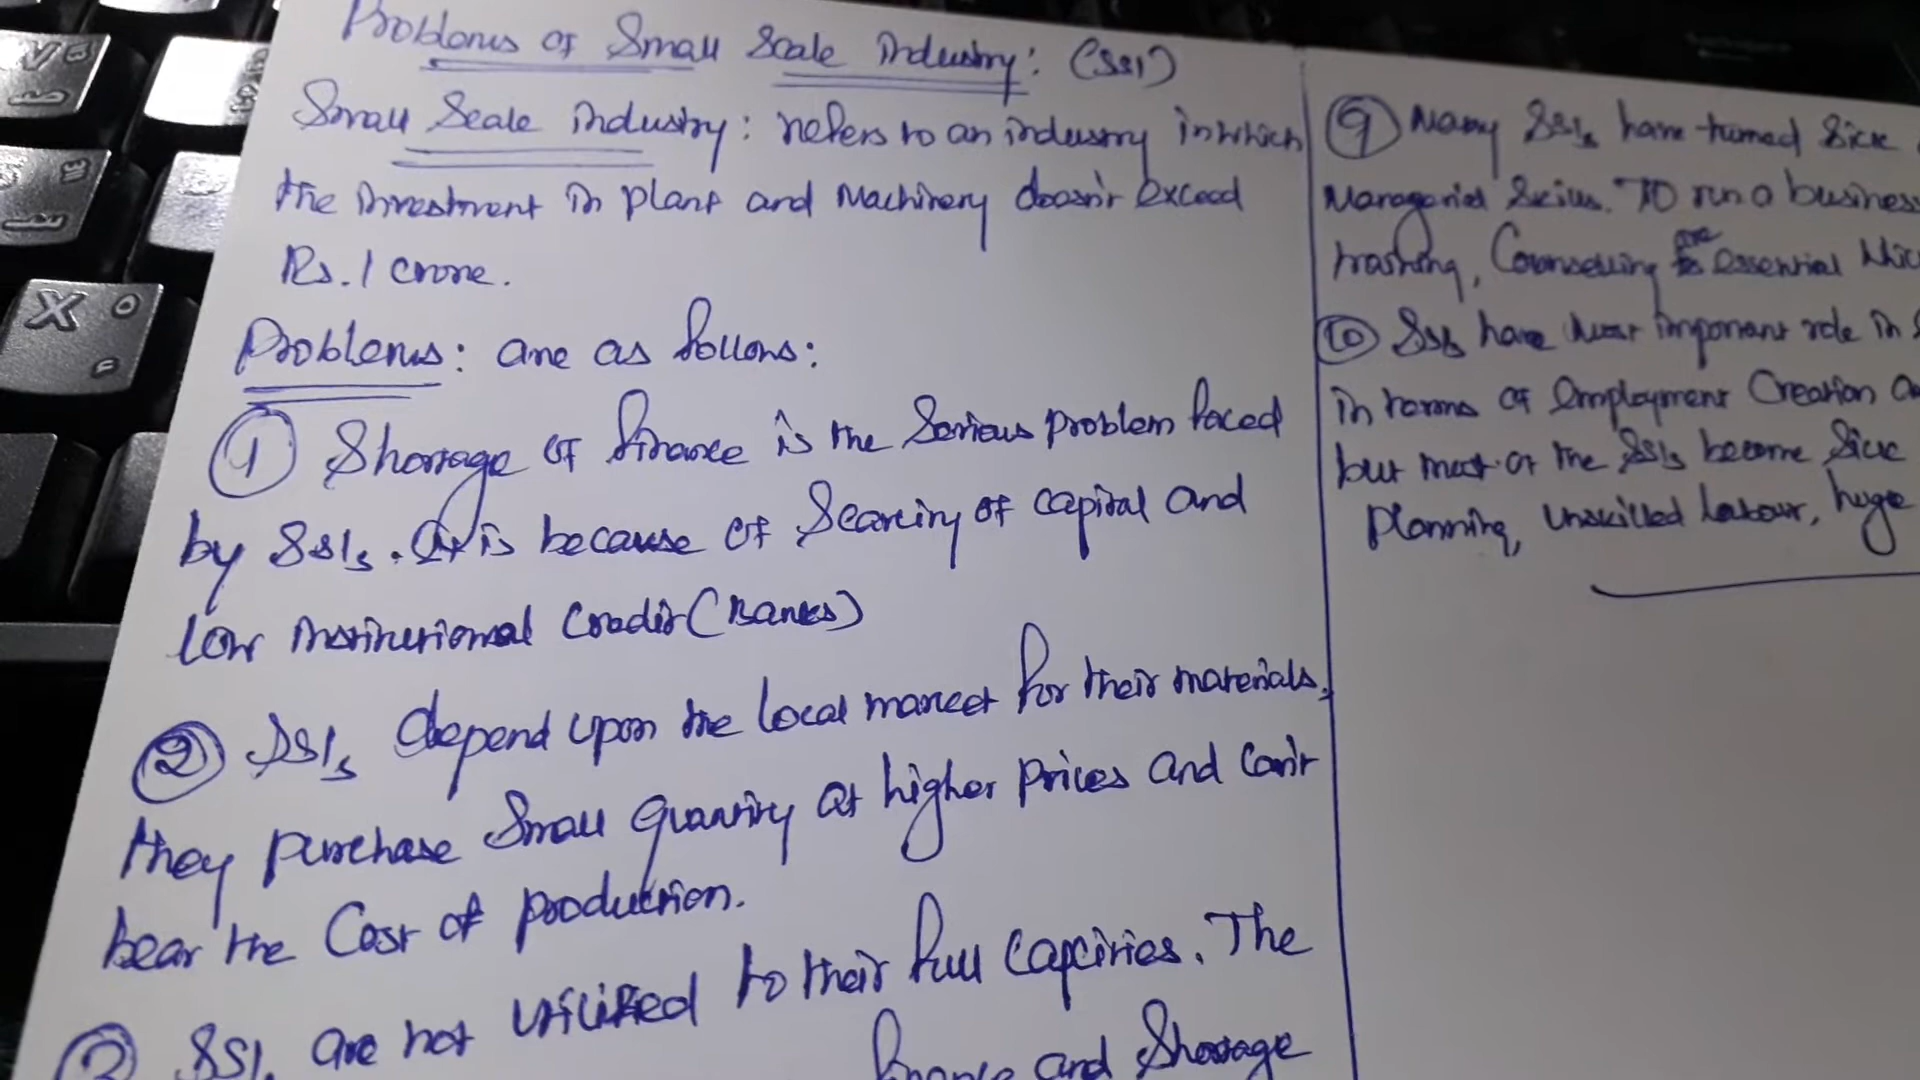 Problems of Small Scale Industry: (SSI)
Small Scale industry: refers to an industry in which
the investment in plant and Machinery doesn't exceed
Rs. 1 crore.
Problems: are as follows:
① Shortage of finance is the Serious problem faced
by SSIs. It is because of Scarcity of capital and
low institutional credit (Banks)
② SSIs depend upon the local market for their materials,
they purchase Small quantity at higher prices and can't
bear the Cost of production.
③ SSIs are not utilized to their full capcities. The
finance and Shortage
⑨ Many SSIs have turned Sick
Managerial Skills. TO run a business
training, Counselling are essential
⑩ SSIs have important role in
in terms of employment Creation
but most of the SSIs become Sick
planning, unskilled labour, huge
X